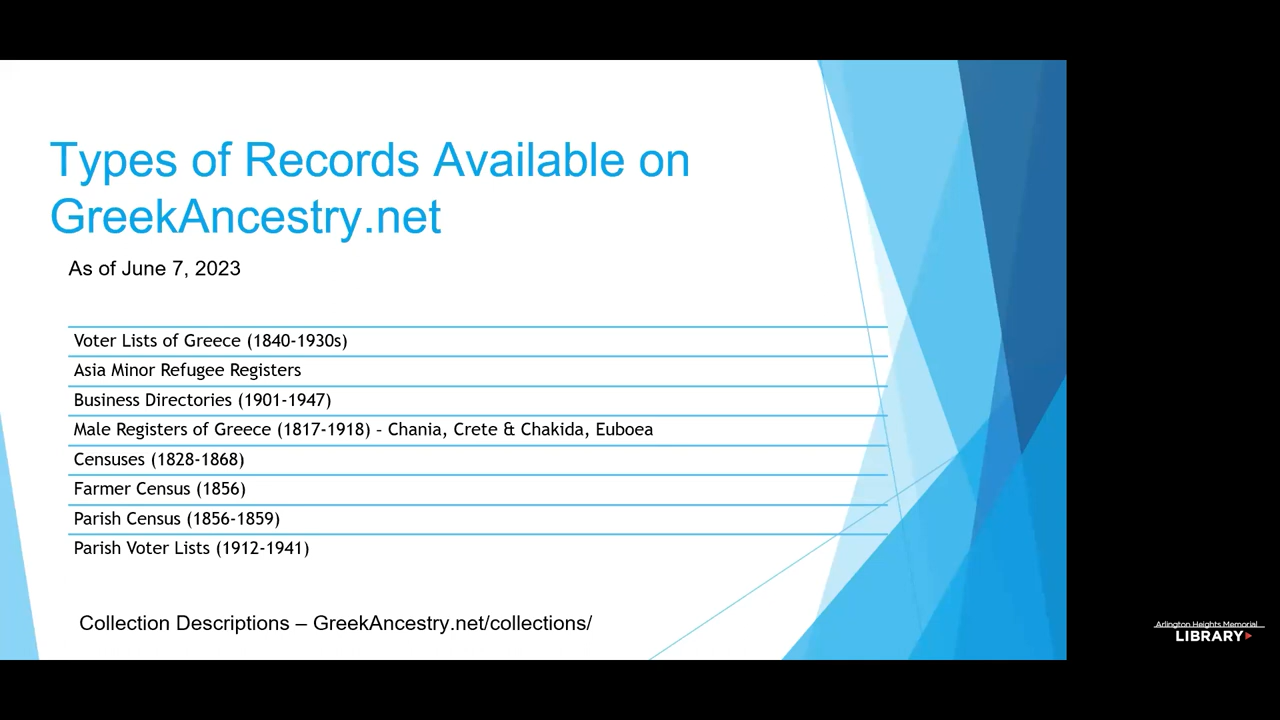 Types of Records Available on
GreekAncestry.net
As of June 7, 2023
Voter Lists of Greece (1840-1930s)
Asia Minor Refugee Registers
Business Directories (1901-1947)
Male Registers of Greece (1817-1918) - Chania, Crete & Chakida, Euboea
Censuses (1828-1868)
Farmer Census (1856)
Parish Census (1856-1859)
Parish Voter Lists (1912-1941)
Collection Descriptions – GreekAncestry.net/collections/
Arlington Heights Memorial
LIBRARY